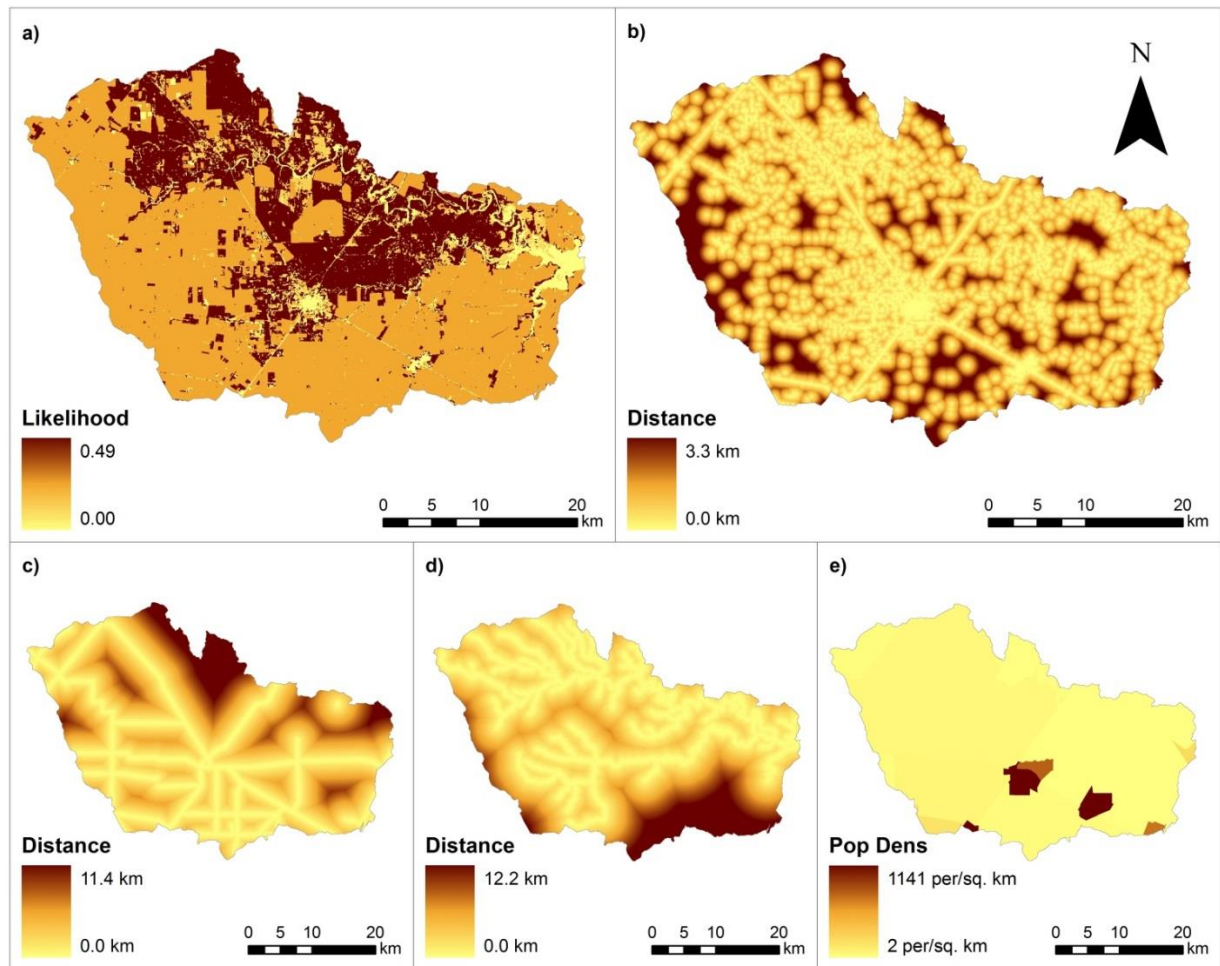 a)
Likelihood
0.49
0.00
0 5 10 20
km
b)
N
Distance
3.3 km
0.0 km
0 5 10 20
km
c)
Distance
11.4 km
0.0 km
0 5 10 20
km
d)
Distance
12.2 km
0.0 km
0 5 10 20
km
e)
Pop Dens
1141 per/sq. km
2 per/sq. km
0 5 10 20
km